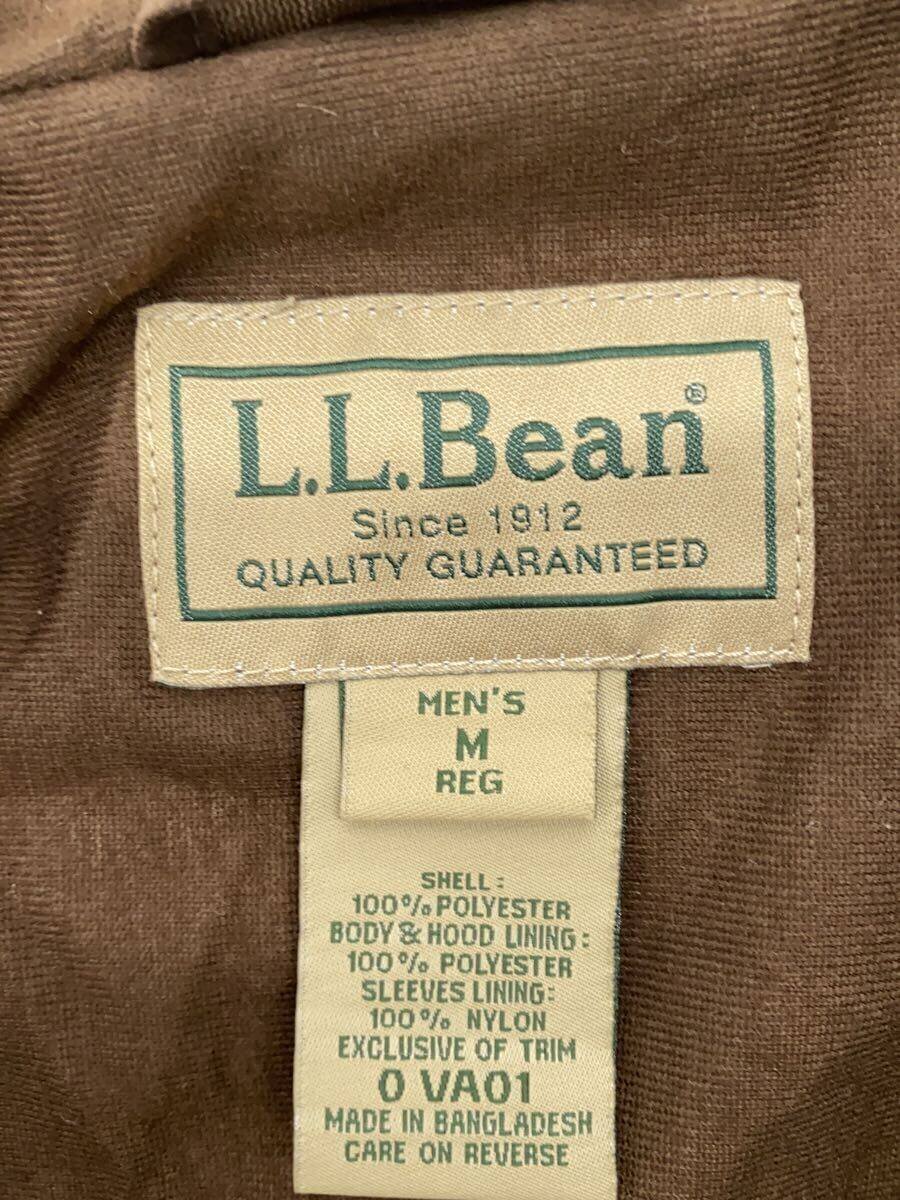 L.L.Bean®
Since 1912
QUALITY GUARANTEED
MEN'S
M
REG
SHELL:
100% POLYESTER
BODY & HOOD LINING:
100% POLYESTER
SLEEVES LINING:
100% NYLON
EXCLUSIVE OF TRIM
0 VA01
MADE IN BANGLADESH
CARE ON REVERSE